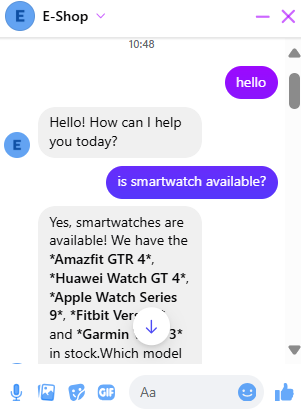 E
E-Shop
10:48
hello
Hello! How can I help
you today?
E
is smartwatch available?
Yes, smartwatches are
available! We have the
*Amazfit GTR 4*,
*Huawei Watch GT 4*,
*Apple Watch Series
9*, *Fitbit Vers
and *Garmin 3*
in stock.Which model
GIF
Aa